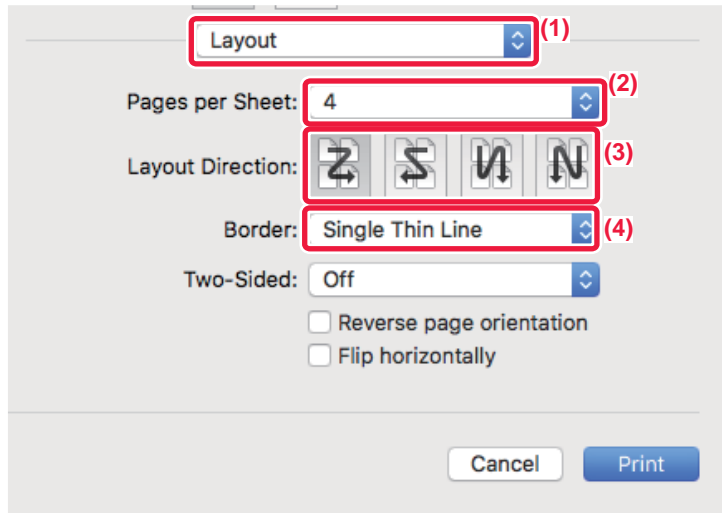 Layout (1)
Pages per Sheet: 4 (2)
Layout Direction: (3)
Border: Single Thin Line (4)
Two-Sided: Off
Reverse page orientation
Flip horizontally
Cancel Print